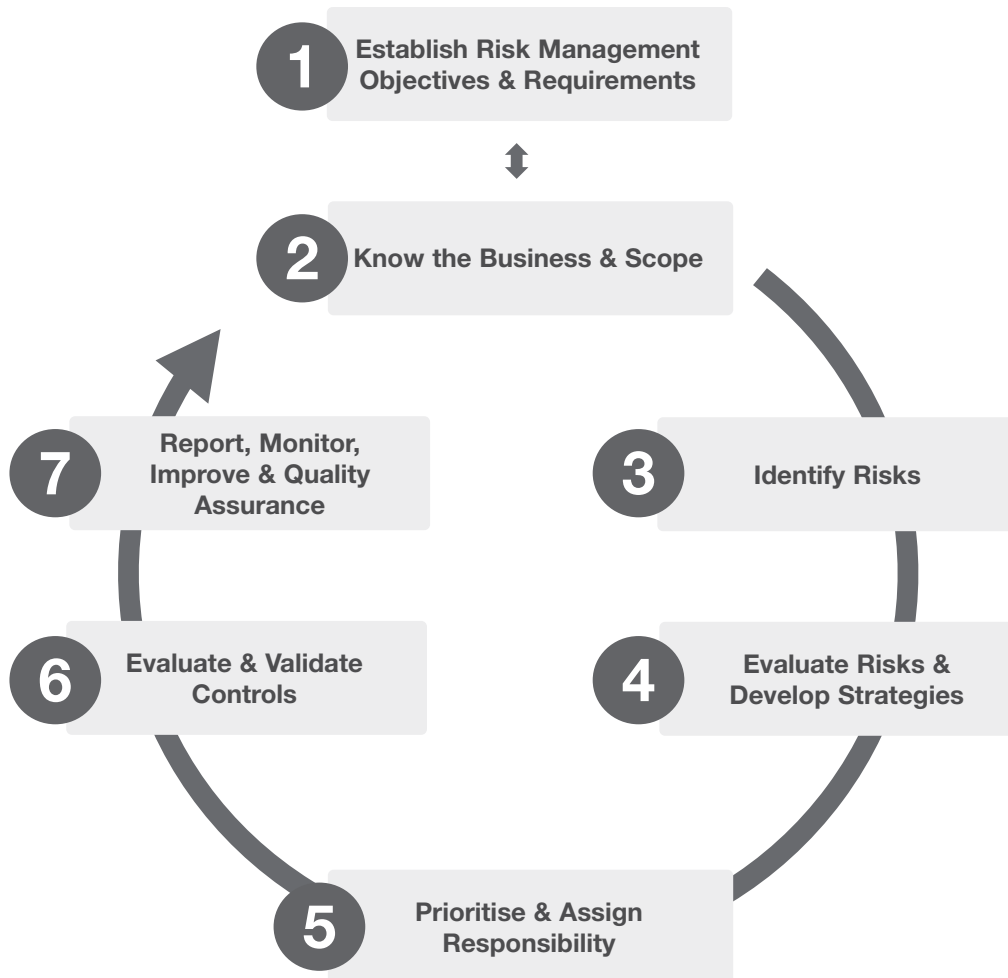 1
Establish Risk Management
Objectives & Requirements
2
Know the Business & Scope
3
Identify Risks
4
Evaluate Risks &
Develop Strategies
5
Prioritise & Assign
Responsibility
6
Evaluate & Validate
Controls
7
Report, Monitor,
Improve & Quality
Assurance